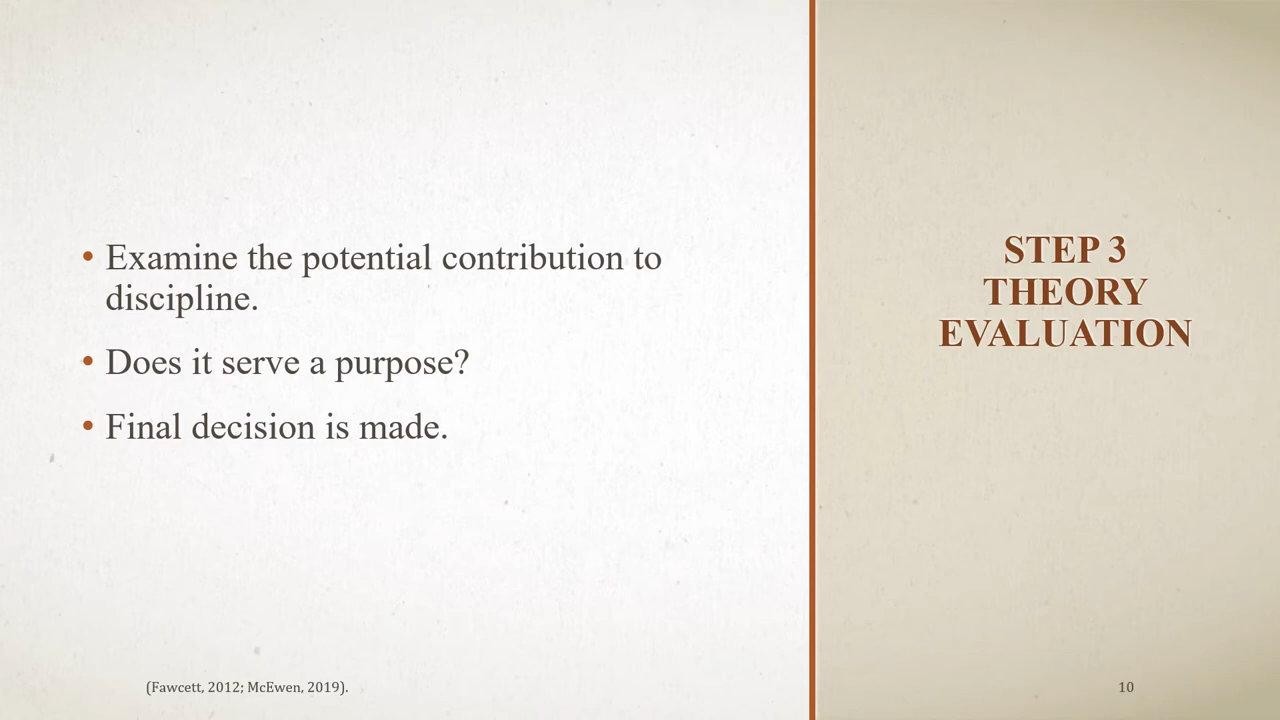 • Examine the potential contribution to
discipline.
• Does it serve a purpose?
• Final decision is made.
STEP 3
THEORY
EVALUATION
(Fawcett, 2012; McEwen, 2019).
10